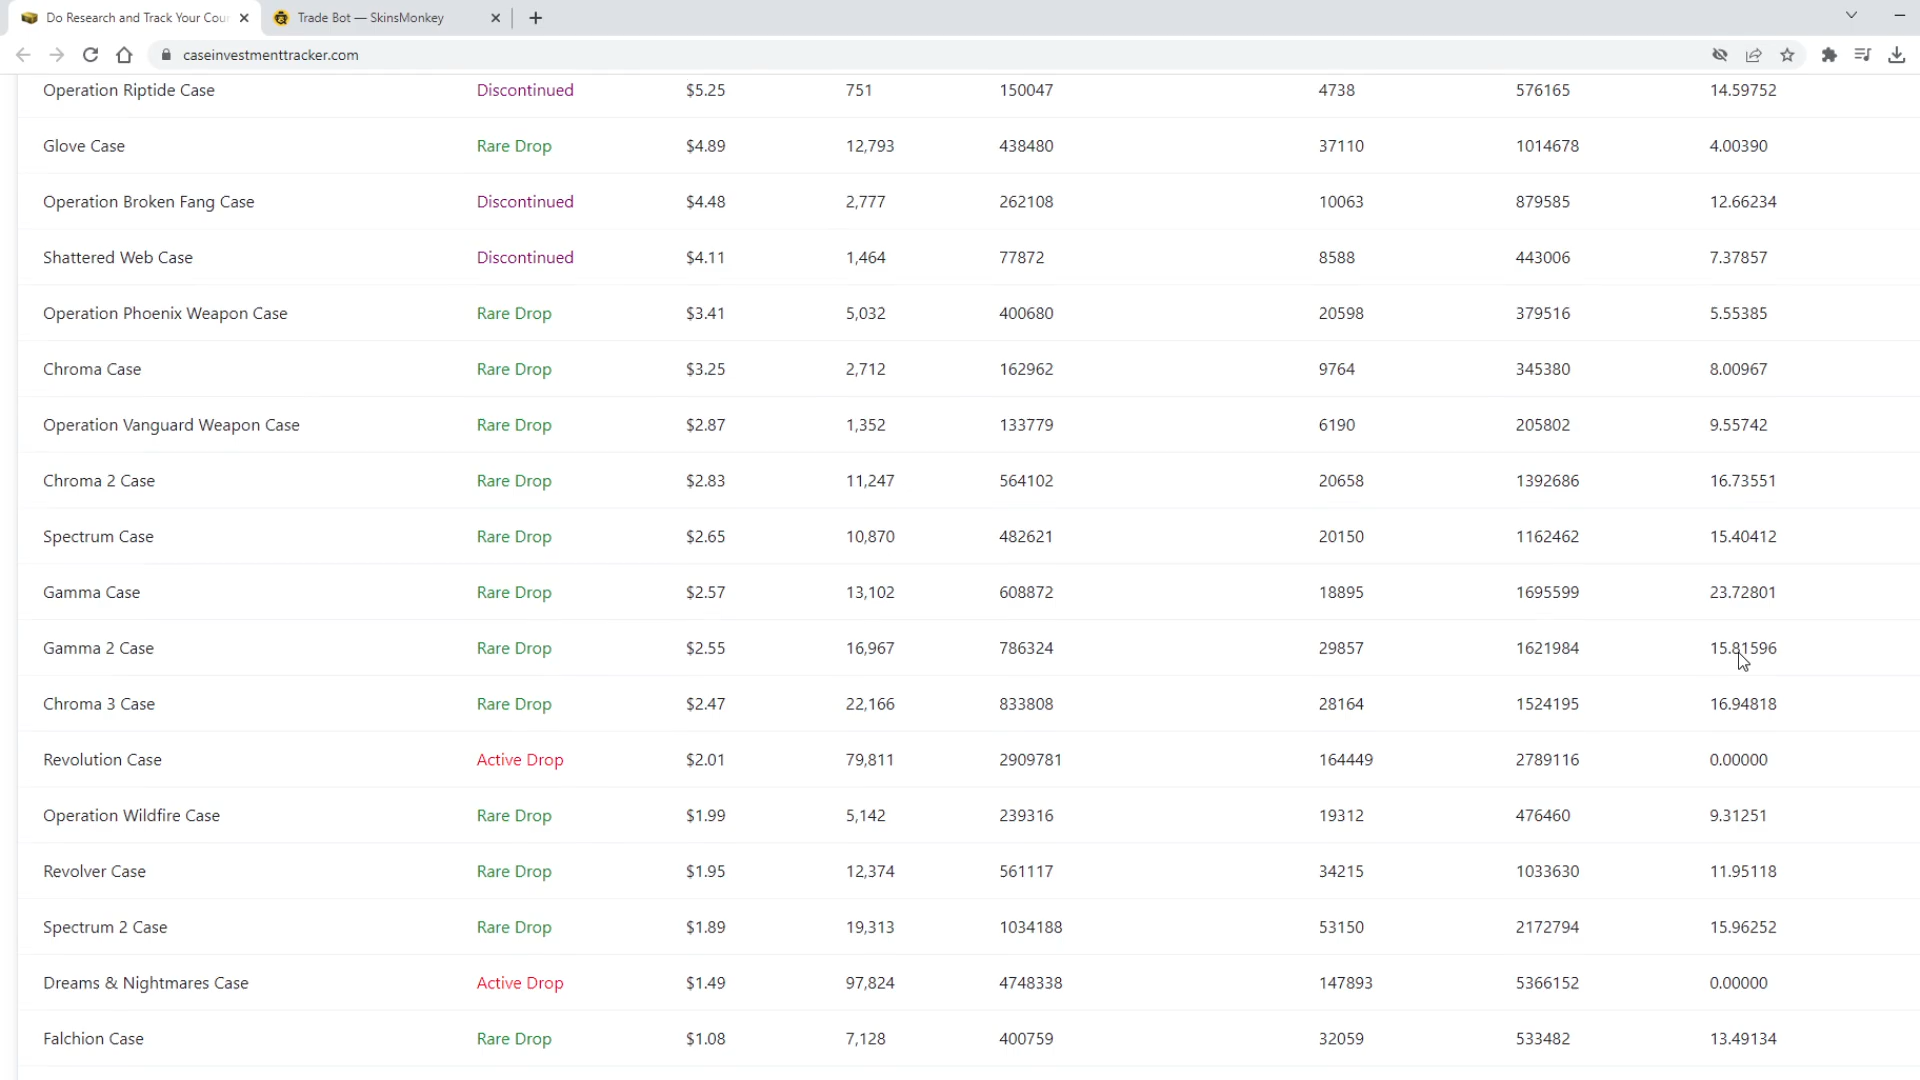 Do Research and Track Your Cou
Trade Bot — SkinsMonkey
caseinvestmenttracker.com
Operation Riptide Case Discontinued $5.25 751 150047 4738 576165 14.59752
Glove Case Rare Drop $4.89 12,793 438480 37110 1014678 4.00390
Operation Broken Fang Case Discontinued $4.48 2,777 262108 10063 879585 12.66234
Shattered Web Case Discontinued $4.11 1,464 77872 8588 443006 7.37857
Operation Phoenix Weapon Case Rare Drop $3.41 5,032 400680 20598 379516 5.55385
Chroma Case Rare Drop $3.25 2,712 162962 9764 345380 8.00967
Operation Vanguard Weapon Case Rare Drop $2.87 1,352 133779 6190 205802 9.55742
Chroma 2 Case Rare Drop $2.83 11,247 564102 20658 1392686 16.73551
Spectrum Case Rare Drop $2.65 10,870 482621 20150 1162462 15.40412
Gamma Case Rare Drop $2.57 13,102 608872 18895 1695599 23.72801
Gamma 2 Case Rare Drop $2.55 16,967 786324 29857 1621984 15.81596
Chroma 3 Case Rare Drop $2.47 22,166 833808 28164 1524195 16.94818
Revolution Case Active Drop $2.01 79,811 2909781 164449 2789116 0.00000
Operation Wildfire Case Rare Drop $1.99 5,142 239316 19312 476460 9.31251
Revolver Case Rare Drop $1.95 12,374 561117 34215 1033630 11.95118
Spectrum 2 Case Rare Drop $1.89 19,313 1034188 53150 2172794 15.96252
Dreams & Nightmares Case Active Drop $1.49 97,824 4748338 147893 5366152 0.00000
Falchion Case Rare Drop $1.08 7,128 400759 32059 533482 13.49134